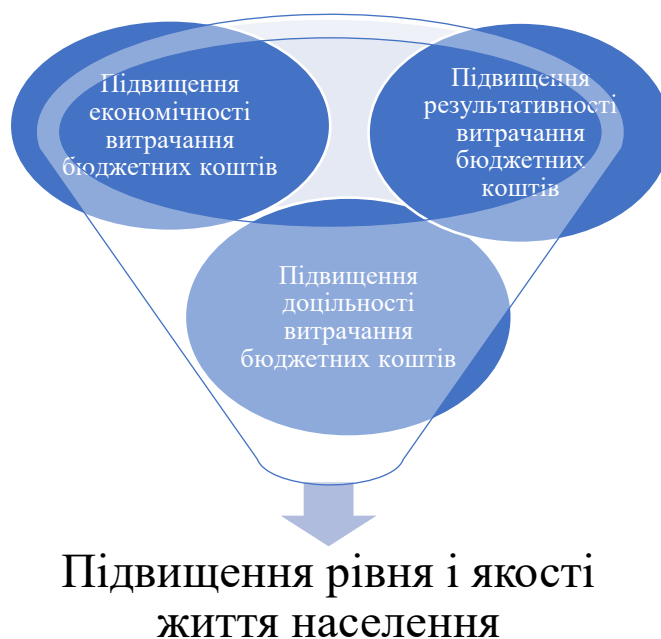 Підвищення
економічності
витрачання
бюджетних коштів
Підвищення
результативності
витрачання
бюджетних
коштів
Підвищення
доцільності
витрачання
бюджетних коштів
Підвищення рівня і якості
життя населення